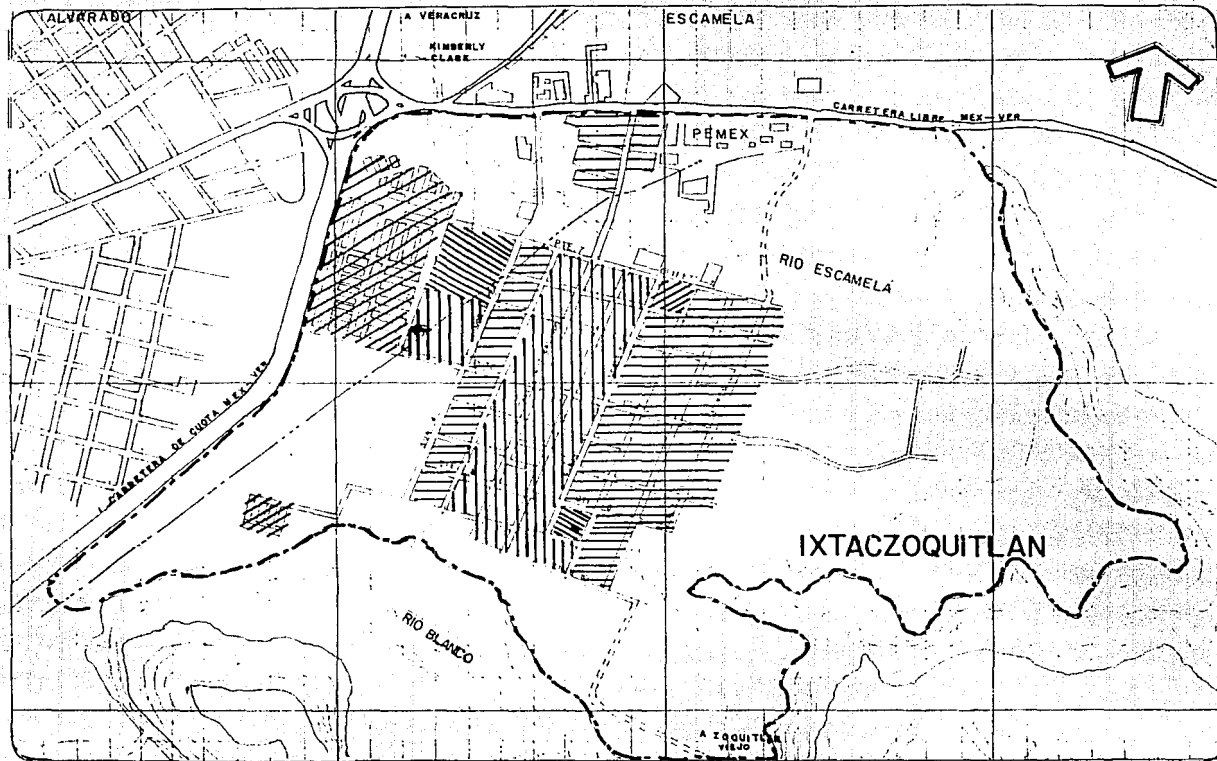 ALVARADO
A VERACRUZ
ESCAMELA
KIMBERLY
CLARK
CARRETERA LIBRE MEX-VER
PEMEX
RIO ESCAMELA
CARRETERA DE CUOTA MEX-VER
IXTACZOQUITLAN
RIO BLANCO
A ZOQUITLAN
VIEJO